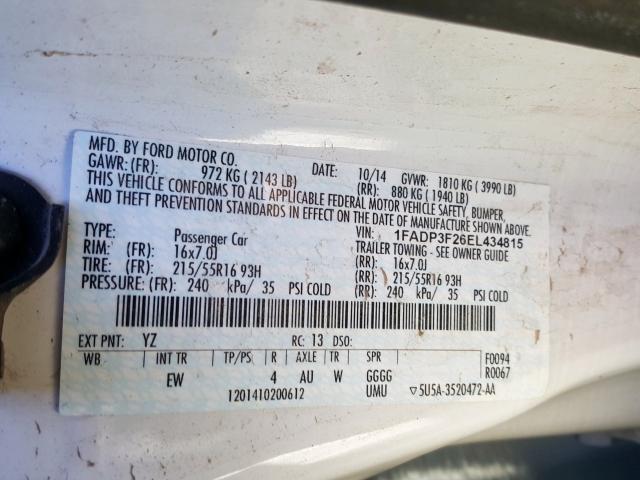 MFD. BY FORD MOTOR CO.
DATE: 10/14 GVWR: 1810 KG ( 3990 LB)
GAWR: (FR): 972 KG ( 2143 LB) (RR): 880 KG ( 1940 LB)
THIS VEHICLE CONFORMS TO ALL APPLICABLE FEDERAL MOTOR VEHICLE SAFETY, BUMPER,
AND THEFT PREVENTION STANDARDS IN EFFECT ON THE DATE OF MANUFACTURE SHOWN ABOVE.
VIN: 1FADP3F26EL434815
TYPE: Passenger Car TRAILER TOWING - SEE OWNER GUIDE
RIM: (FR): 16x7.0J (RR): 16x7.0J
TIRE: (FR): 215/55R16 93H (RR): 215/55R16 93H
PRESSURE: (FR): 240 kPa/ 35 PSI COLD (RR): 240 kPa/ 35 PSI COLD
EXT PNT: YZ RC: 13 DSO:
WB INT TR TP/PS R AXLE TR SPR F0094
R0067
EW 4 AU W GGGG
1201410200612 UMU ▽5U5A-3520472-AA